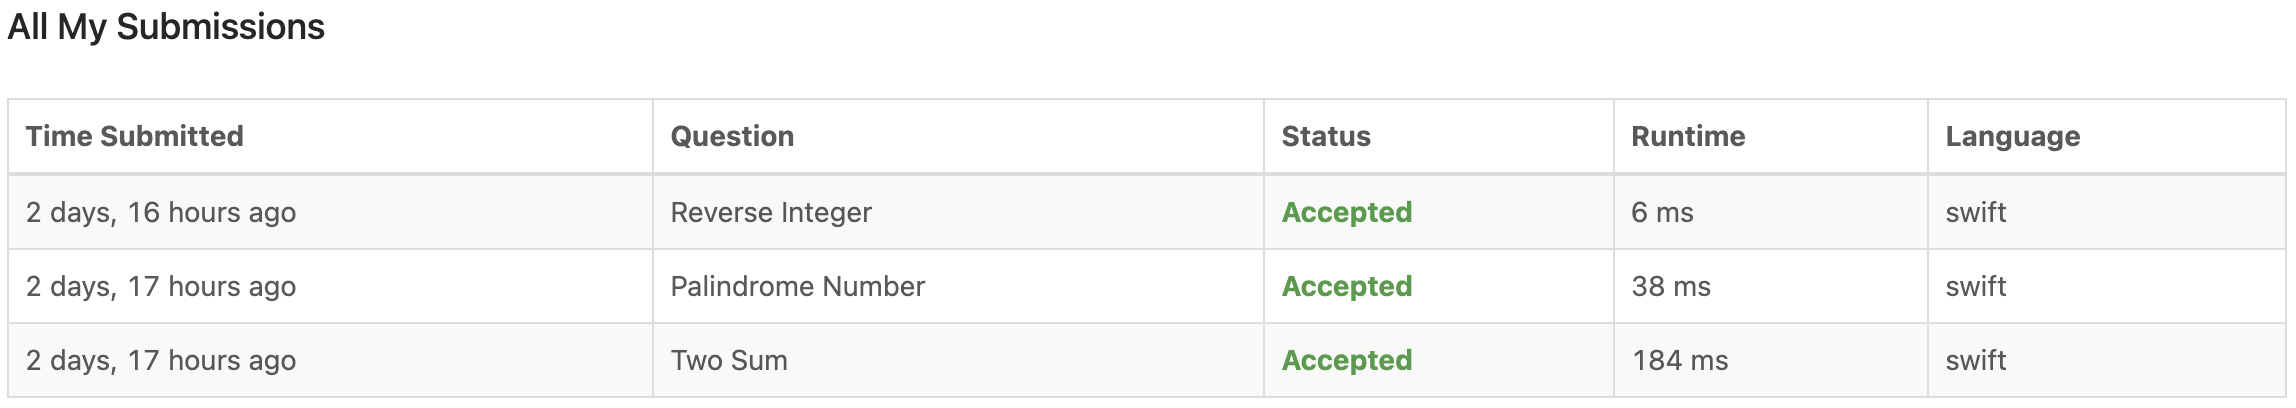 All My Submissions
Time Submitted Question Status Runtime Language
2 days, 16 hours ago Reverse Integer Accepted 6 ms swift
2 days, 17 hours ago Palindrome Number Accepted 38 ms swift
2 days, 17 hours ago Two Sum Accepted 184 ms swift